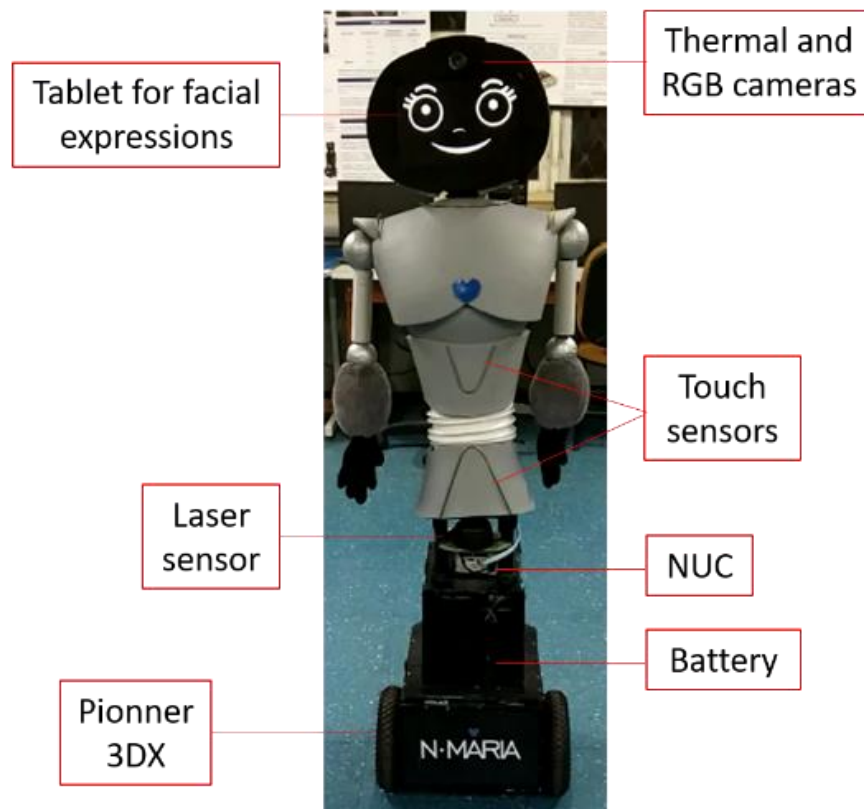 Thermal and
RGB cameras
Tablet for facial
expressions
Touch
sensors
Laser
sensor
NUC
Battery
Pionner
3DX
N·MARIA